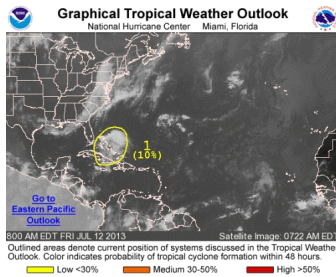 Graphical Tropical Weather Outlook
National Hurricane Center Miami, Florida
1
(10%)
Go to
Eastern Pacific
Outlook
800 AM EDT FRI JUL 12 2013 Satellite Image: 0722 AM EDT
Outlined areas denote current position of systems discussed in the Tropical Weather
Outlook. Color indicates probability of tropical cyclone formation within 48 hours.
Low <30% Medium 30-50% High >50%